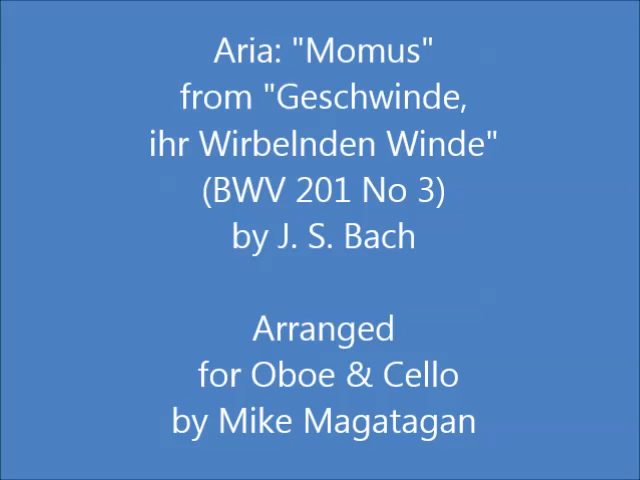 Aria: "Momus"
from "Geschwinde,
ihr Wirbelnden Winde"
(BWV 201 No 3)
by J. S. Bach
Arranged
for Oboe & Cello
by Mike Magatagan